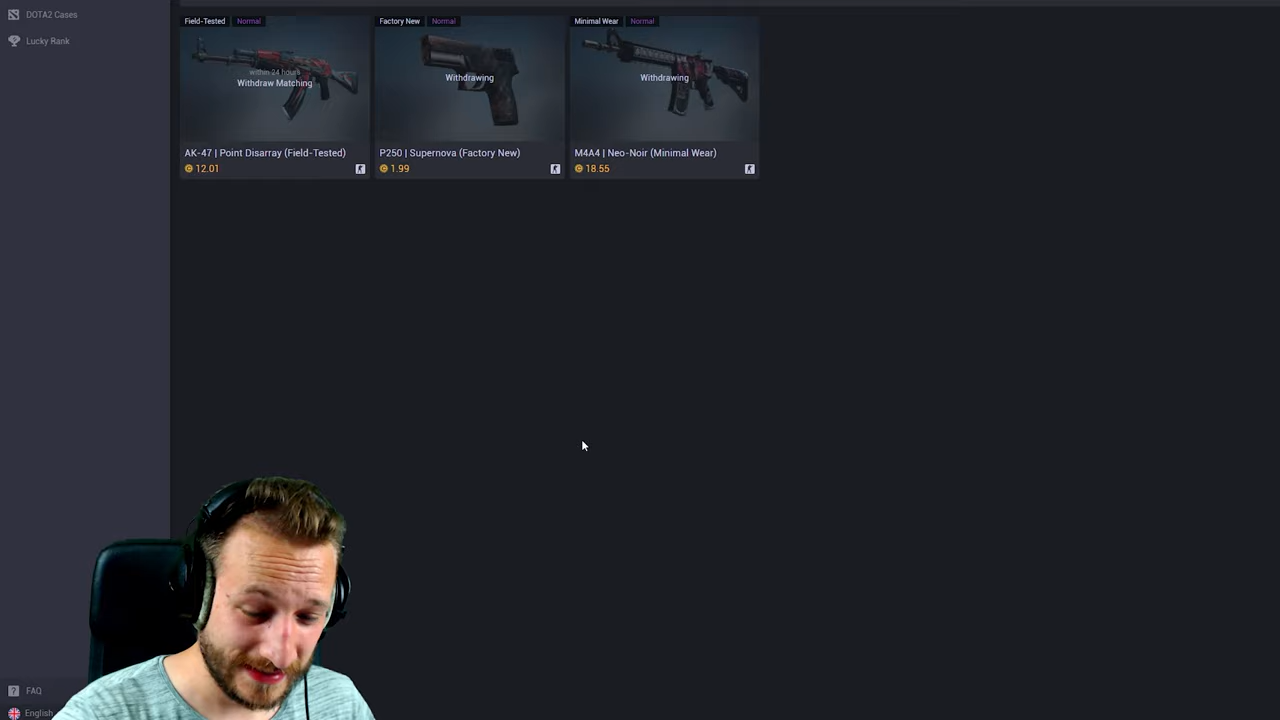 DOTA2 Cases
Lucky Rank
Field-Tested Normal
within 24 hours
Withdraw Matching
AK-47 | Point Disarray (Field-Tested)
12.01
Factory New Normal
Withdrawing
P250 | Supernova (Factory New)
1.99
Minimal Wear Normal
Withdrawing
M4A4 | Neo-Noir (Minimal Wear)
18.55
FAQ
English